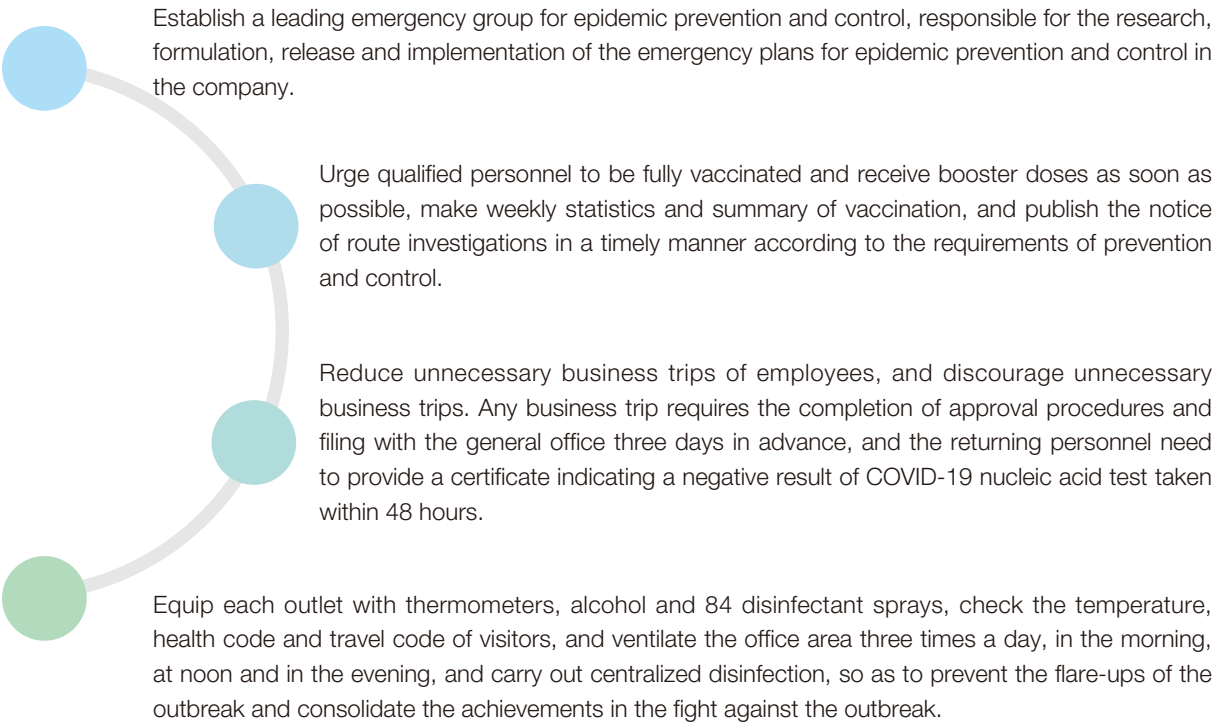 Establish a leading emergency group for epidemic prevention and control, responsible for the research,
formulation, release and implementation of the emergency plans for epidemic prevention and control in
the company.
Urge qualified personnel to be fully vaccinated and receive booster doses as soon as
possible, make weekly statistics and summary of vaccination, and publish the notice
of route investigations in a timely manner according to the requirements of prevention
and control.
Reduce unnecessary business trips of employees, and discourage unnecessary
business trips. Any business trip requires the completion of approval procedures and
filing with the general office three days in advance, and the returning personnel need
to provide a certificate indicating a negative result of COVID-19 nucleic acid test taken
within 48 hours.
Equip each outlet with thermometers, alcohol and 84 disinfectant sprays, check the temperature,
health code and travel code of visitors, and ventilate the office area three times a day, in the morning,
at noon and in the evening, and carry out centralized disinfection, so as to prevent the flare-ups of the
outbreak and consolidate the achievements in the fight against the outbreak.